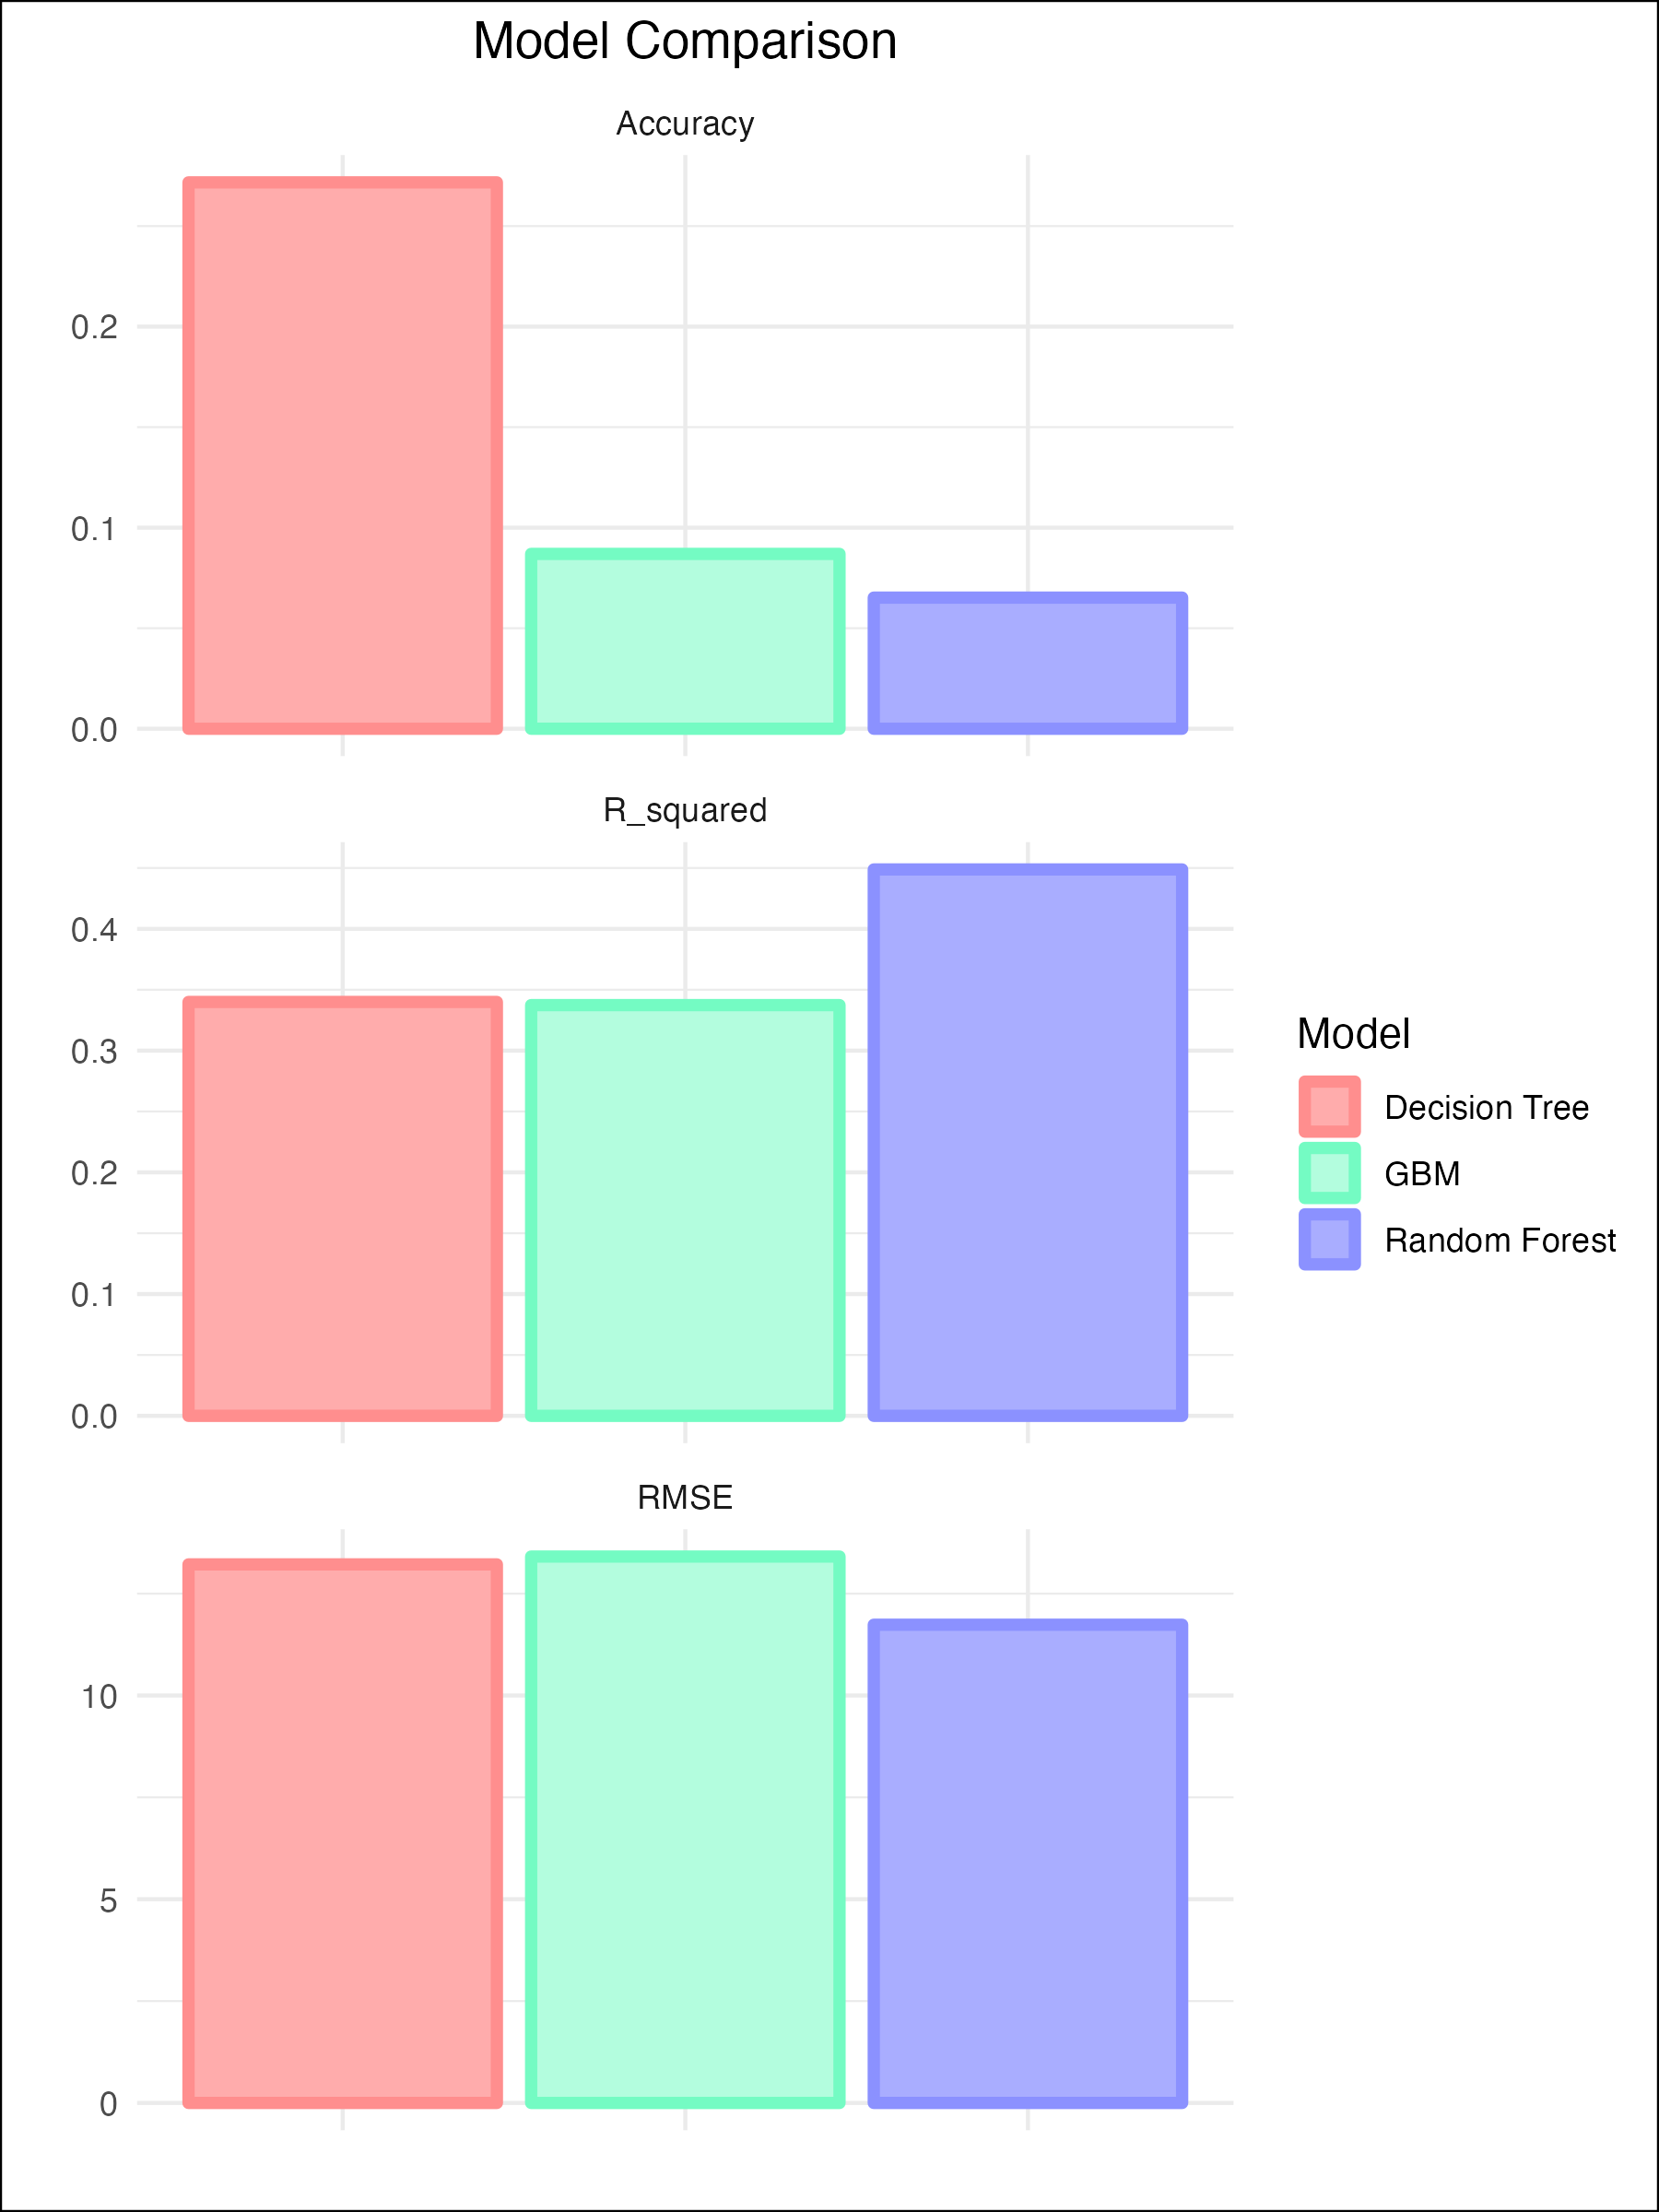 Model Comparison
Accuracy
0.2
0.1
0.0
R_squared
0.4
0.3
0.2
0.1
0.0
Model
Decision Tree
GBM
Random Forest
RMSE
10
5
0